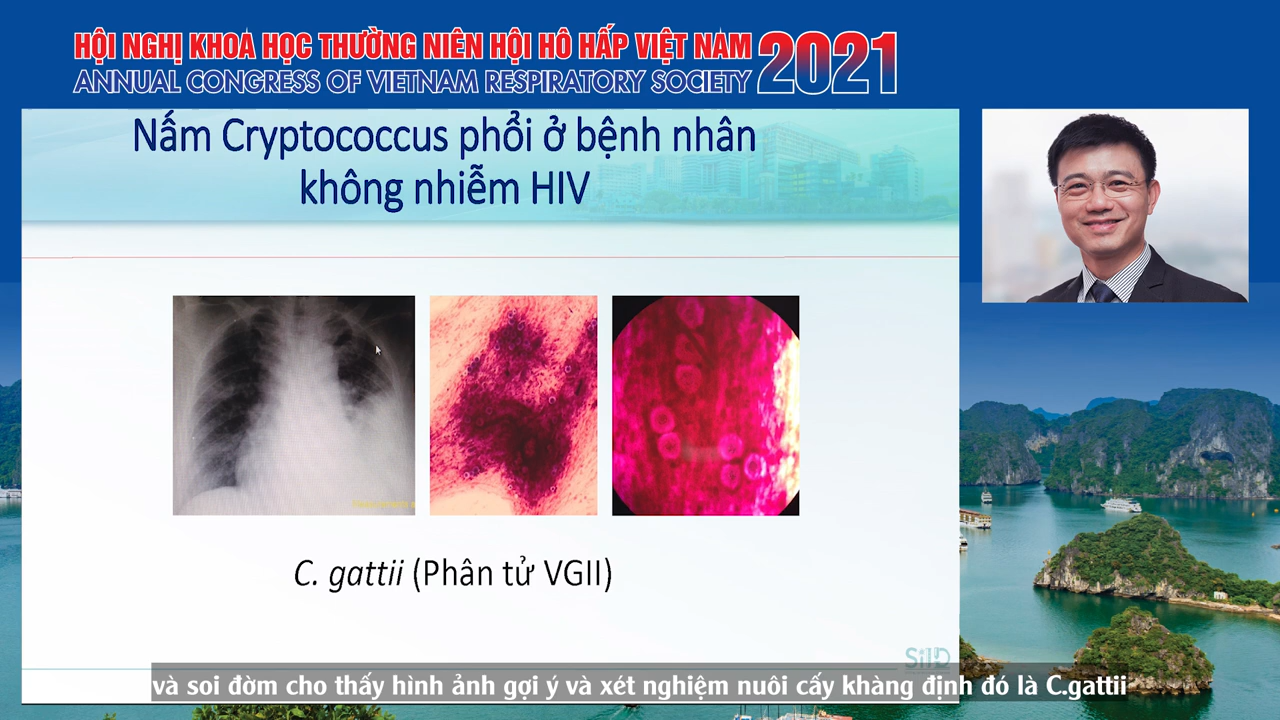 HỘI NGHỊ KHOA HỌC THƯỜNG NIÊN HỘI HÔ HẤP VIỆT NAM 2021
ANNUAL CONGRESS OF VIETNAM RESPIRATORY SOCIETY
Nấm Cryptococcus phổi ở bệnh nhân
không nhiễm HIV
C. gattii (Phân tử VGII)
SIID
và soi đờm cho thấy hình ảnh gợi ý và xét nghiệm nuôi cấy khàng định đó là C.gattii